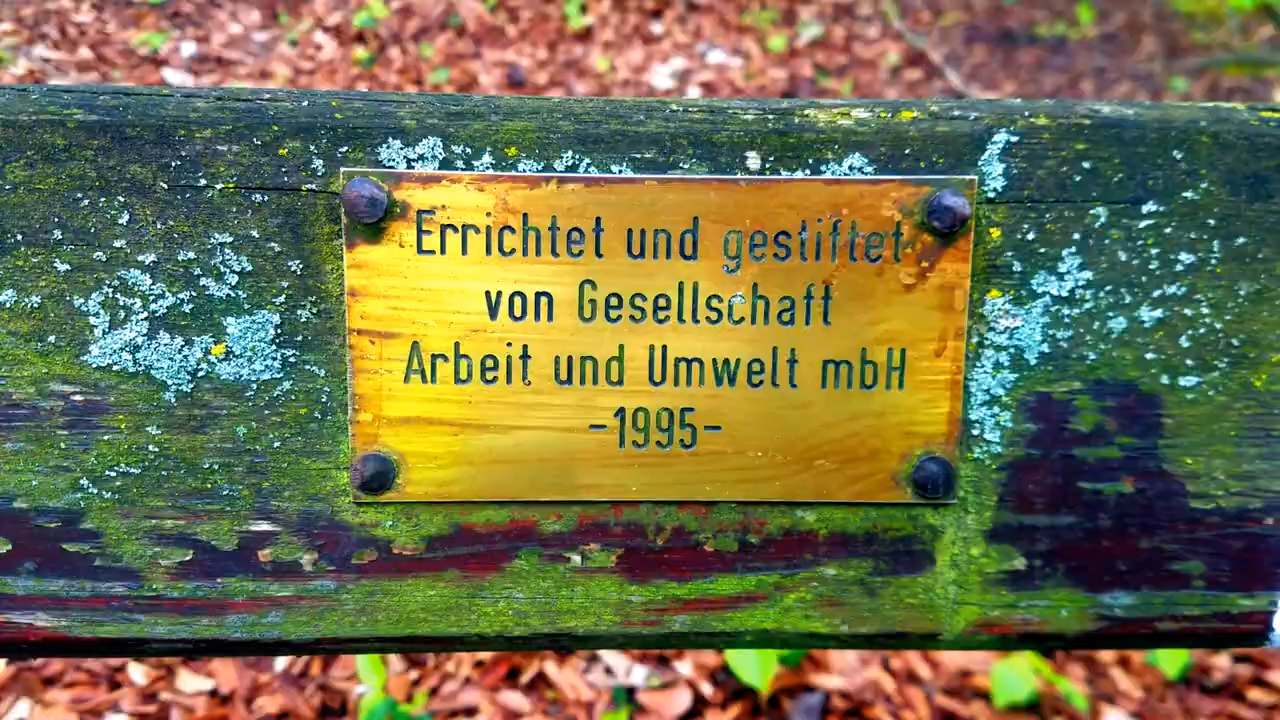 Errichtet und gestiftet
von Gesellschaft
Arbeit und Umwelt mbH
-1995-